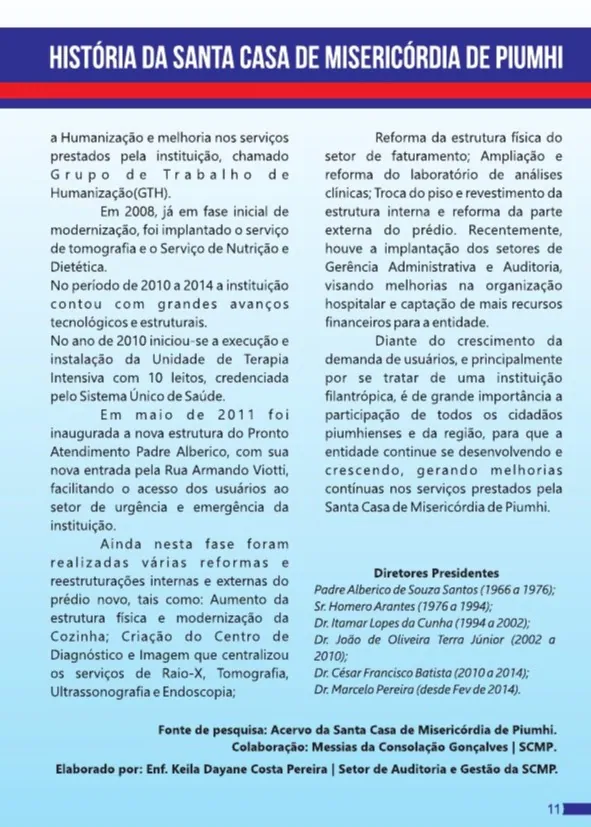 HISTÓRIA DA SANTA CASA DE MISERICÓRDIA DE PIUMHI
a Humanização e melhoria nos serviços
prestados pela instituição, chamado
Grupo de Trabalho de
Humanização(GTH).
Em 2008, já em fase inicial de
modernização, foi implantado o serviço
de tomografia e o Serviço de Nutrição e
Dietética.
No período de 2010 a 2014 a instituição
contou com grandes avanços
tecnológicos e estruturais.
No ano de 2010 iniciou-se a execução e
instalação da Unidade de Terapia
Intensiva com 10 leitos, credenciada
pelo Sistema Único de Saúde.
Em maio de 2011 foi
inaugurada a nova estrutura do Pronto
Atendimento Padre Alberico, com sua
nova entrada pela Rua Armando Viotti,
facilitando o acesso dos usuários ao
setor de urgência e emergência da
instituição.
Ainda nesta fase foram
realizadas várias reformas e
reestruturações internas e externas do
prédio novo, tais como: Aumento da
estrutura física e modernização da
Cozinha; Criação do Centro de
Diagnóstico e Imagem que centralizou
os serviços de Raio-X, Tomografia,
Ultrassonografia e Endoscopia;
Reforma da estrutura física do
setor de faturamento; Ampliação e
reforma do laboratório de análises
clínicas; Troca do piso e revestimento da
estrutura interna e reforma da parte
externa do prédio. Recentemente,
houve a implantação dos setores de
Gerência Administrativa e Auditoria,
visando melhorias na organização
hospitalar e captação de mais recursos
financeiros para a entidade.
Diante do crescimento da
demanda de usuários, e principalmente
por se tratar de uma instituição
filantrópica, é de grande importância a
participação de todos os cidadãos
piumhienses e da região, para que a
entidade continue se desenvolvendo e
crescendo, gerando melhorias
contínuas nos serviços prestados pela
Santa Casa de Misericórdia de Piumhi.
Diretores Presidentes
Padre Alberico de Souza Santos (1966 a 1976);
Sr. Homero Arantes (1976 a 1994);
Dr. Itamar Lopes da Cunha (1994 a 2002);
Dr. João de Oliveira Terra Júnior (2002 a
2010);
Dr. César Francisco Batista (2010 a 2014);
Dr. Marcelo Pereira (desde Fev de 2014).
Fonte de pesquisa: Acervo da Santa Casa de Misericórdia de Piumhi.
Colaboração: Messias da Consolação Gonçalves | SCMP.
Elaborado por: Enf. Keila Dayane Costa Pereira | Setor de Auditoria e Gestão da SCMP.
11